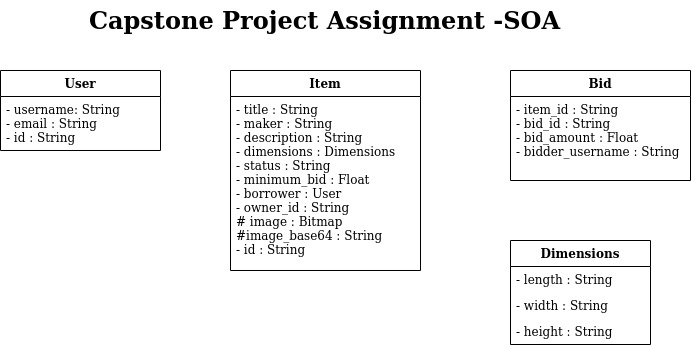 Capstone Project Assignment -SOA
User
- username: String
- email : String
- id : String
Item
- title : String
- maker : String
- description : String
- dimensions : Dimensions
- status : String
- minimum_bid : Float
- borrower : User
- owner_id : String
# image : Bitmap
#image_base64 : String
- id : String
Bid
- item_id : String
- bid_id : String
- bid_amount : Float
- bidder_username : String
Dimensions
- length : String
- width : String
- height : String